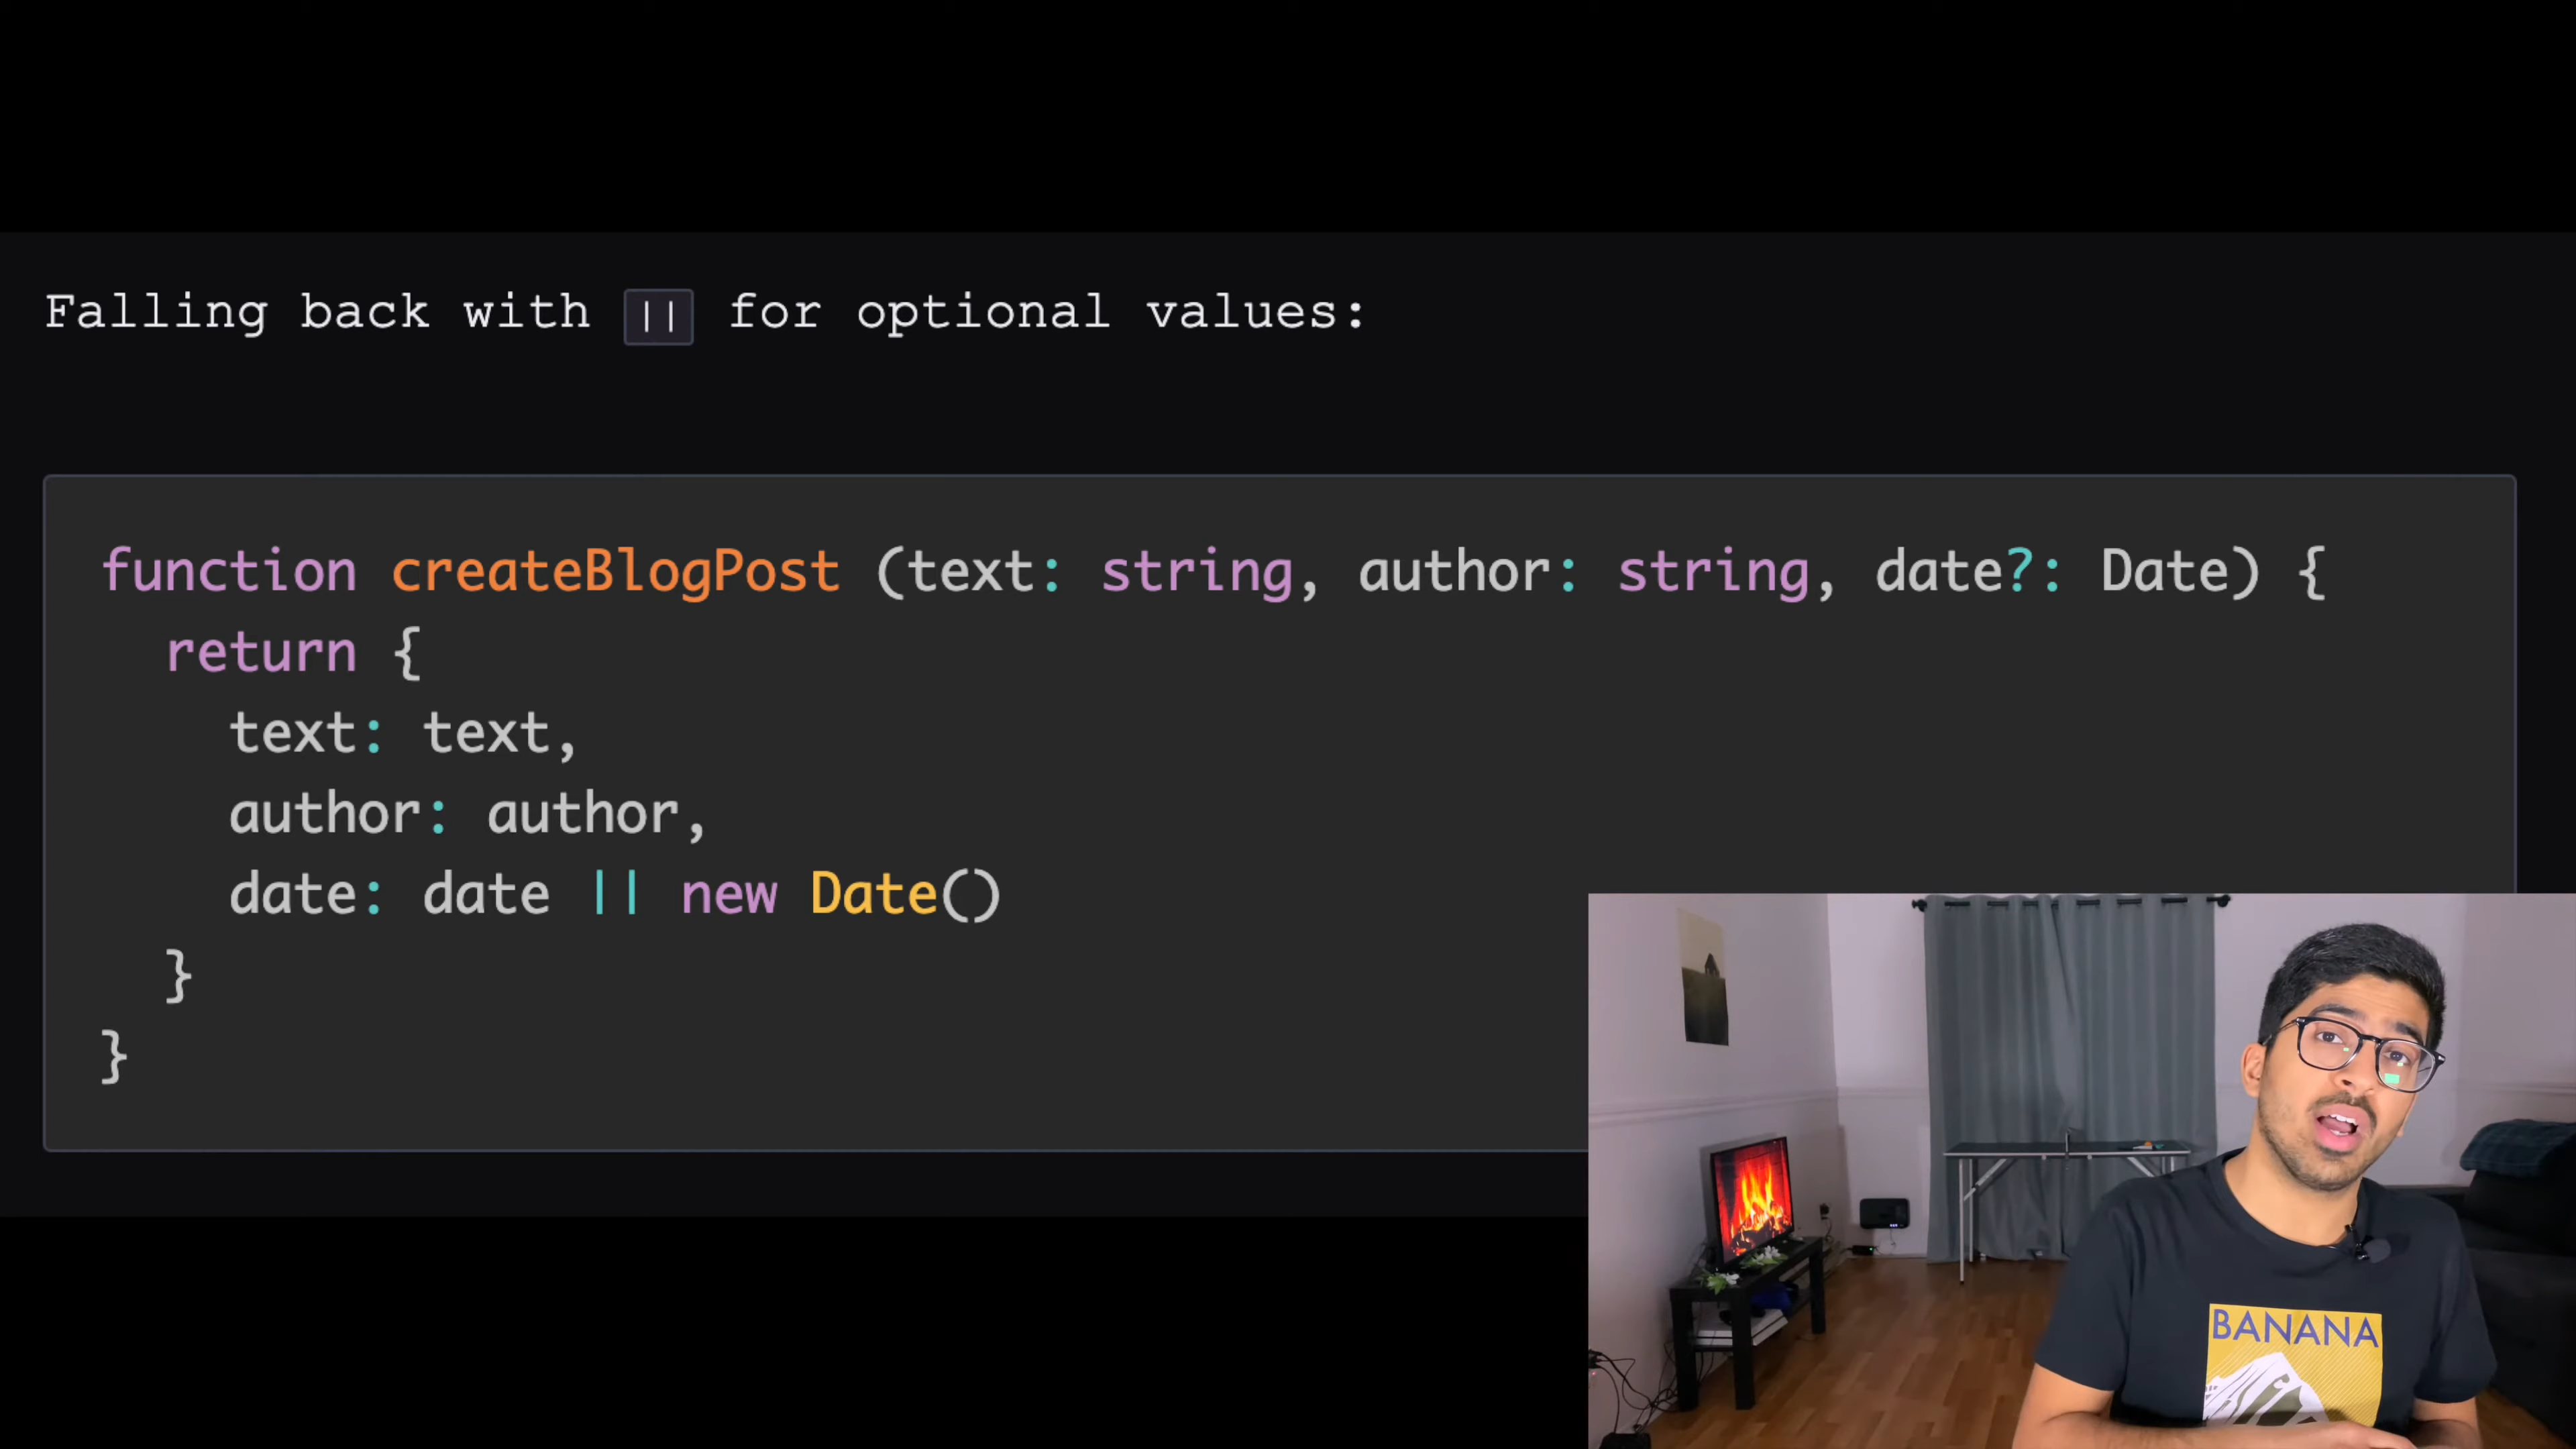 Falling back with || for optional values:
function createBlogPost (text: string, author: string, date?: Date) {
return {
text: text,
author: author,
date: date || new Date()
}
}
BANANA